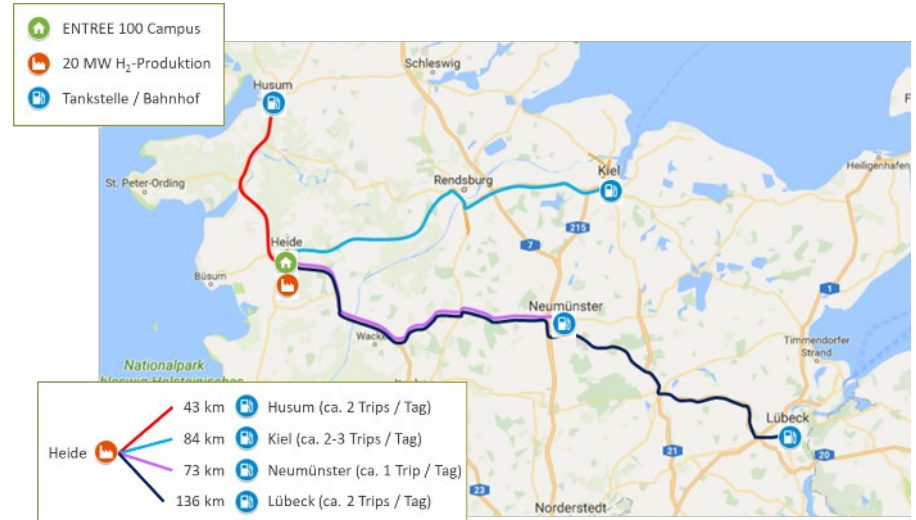 ENTREE 100 Campus
20 MW H₂-Produktion
Tankstelle / Bahnhof
Schleswig
Husum
St. Peter-Ording
Rendsburg
Kiel
Heiligenhafen
215
7
Heide
Büsum
1
Neumünster
Wacke
Timmendorfer
Strand
Nationalpark
Lübeck
21
20
23
Norderstedt
Heide
43 km Husum (ca. 2 Trips / Tag)
84 km Kiel (ca. 2-3 Trips / Tag)
73 km Neumünster (ca. 1 Trip / Tag)
136 km Lübeck (ca. 2 Trips / Tag)